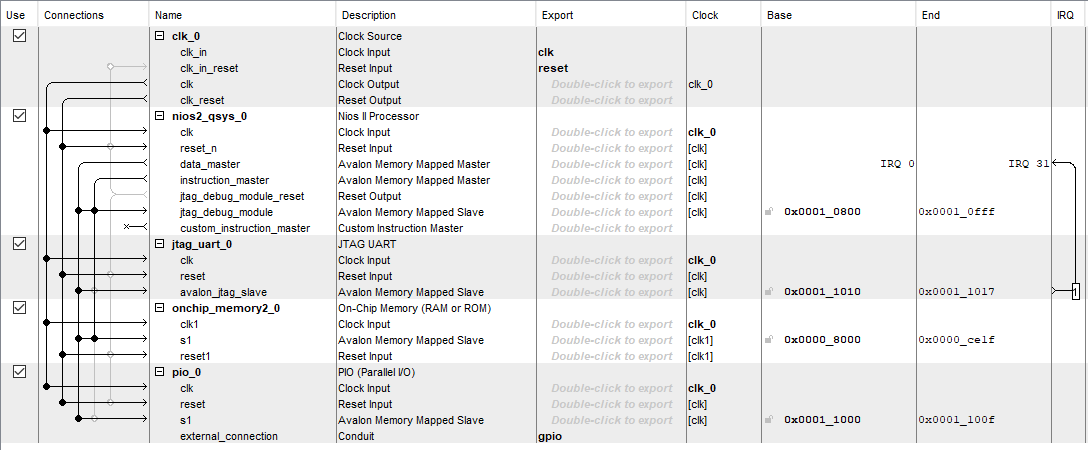 Use Connections Name Description Export Clock Base End IRQ
clk_0 Clock Source
clk_in Clock Input clk
clk_in_reset Reset Input reset
clk Clock Output Double-click to export clk_0
clk_reset Reset Output Double-click to export
nios2_qsys_0 Nios II Processor
clk Clock Input Double-click to export clk_0
reset_n Reset Input Double-click to export [clk]
data_master Avalon Memory Mapped Master Double-click to export [clk] IRQ 0 IRQ 31
instruction_master Avalon Memory Mapped Master Double-click to export [clk]
jtag_debug_module_reset Reset Output Double-click to export [clk]
jtag_debug_module Avalon Memory Mapped Slave Double-click to export [clk] 0x0001_0800 0x0001_0fff
custom_instruction_master Custom Instruction Master Double-click to export
jtag_uart_0 JTAG UART
clk Clock Input Double-click to export clk_0
reset Reset Input Double-click to export [clk]
avalon_jtag_slave Avalon Memory Mapped Slave Double-click to export [clk] 0x0001_1010 0x0001_1017 1
onchip_memory2_0 On-Chip Memory (RAM or ROM)
clk1 Clock Input Double-click to export clk_0
s1 Avalon Memory Mapped Slave Double-click to export [clk1] 0x0000_8000 0x0000_ce1f
reset1 Reset Input Double-click to export [clk1]
pio_0 PIO (Parallel I/O)
clk Clock Input Double-click to export clk_0
reset Reset Input Double-click to export [clk]
s1 Avalon Memory Mapped Slave Double-click to export [clk] 0x0001_1000 0x0001_100f
external_connection Conduit gpio